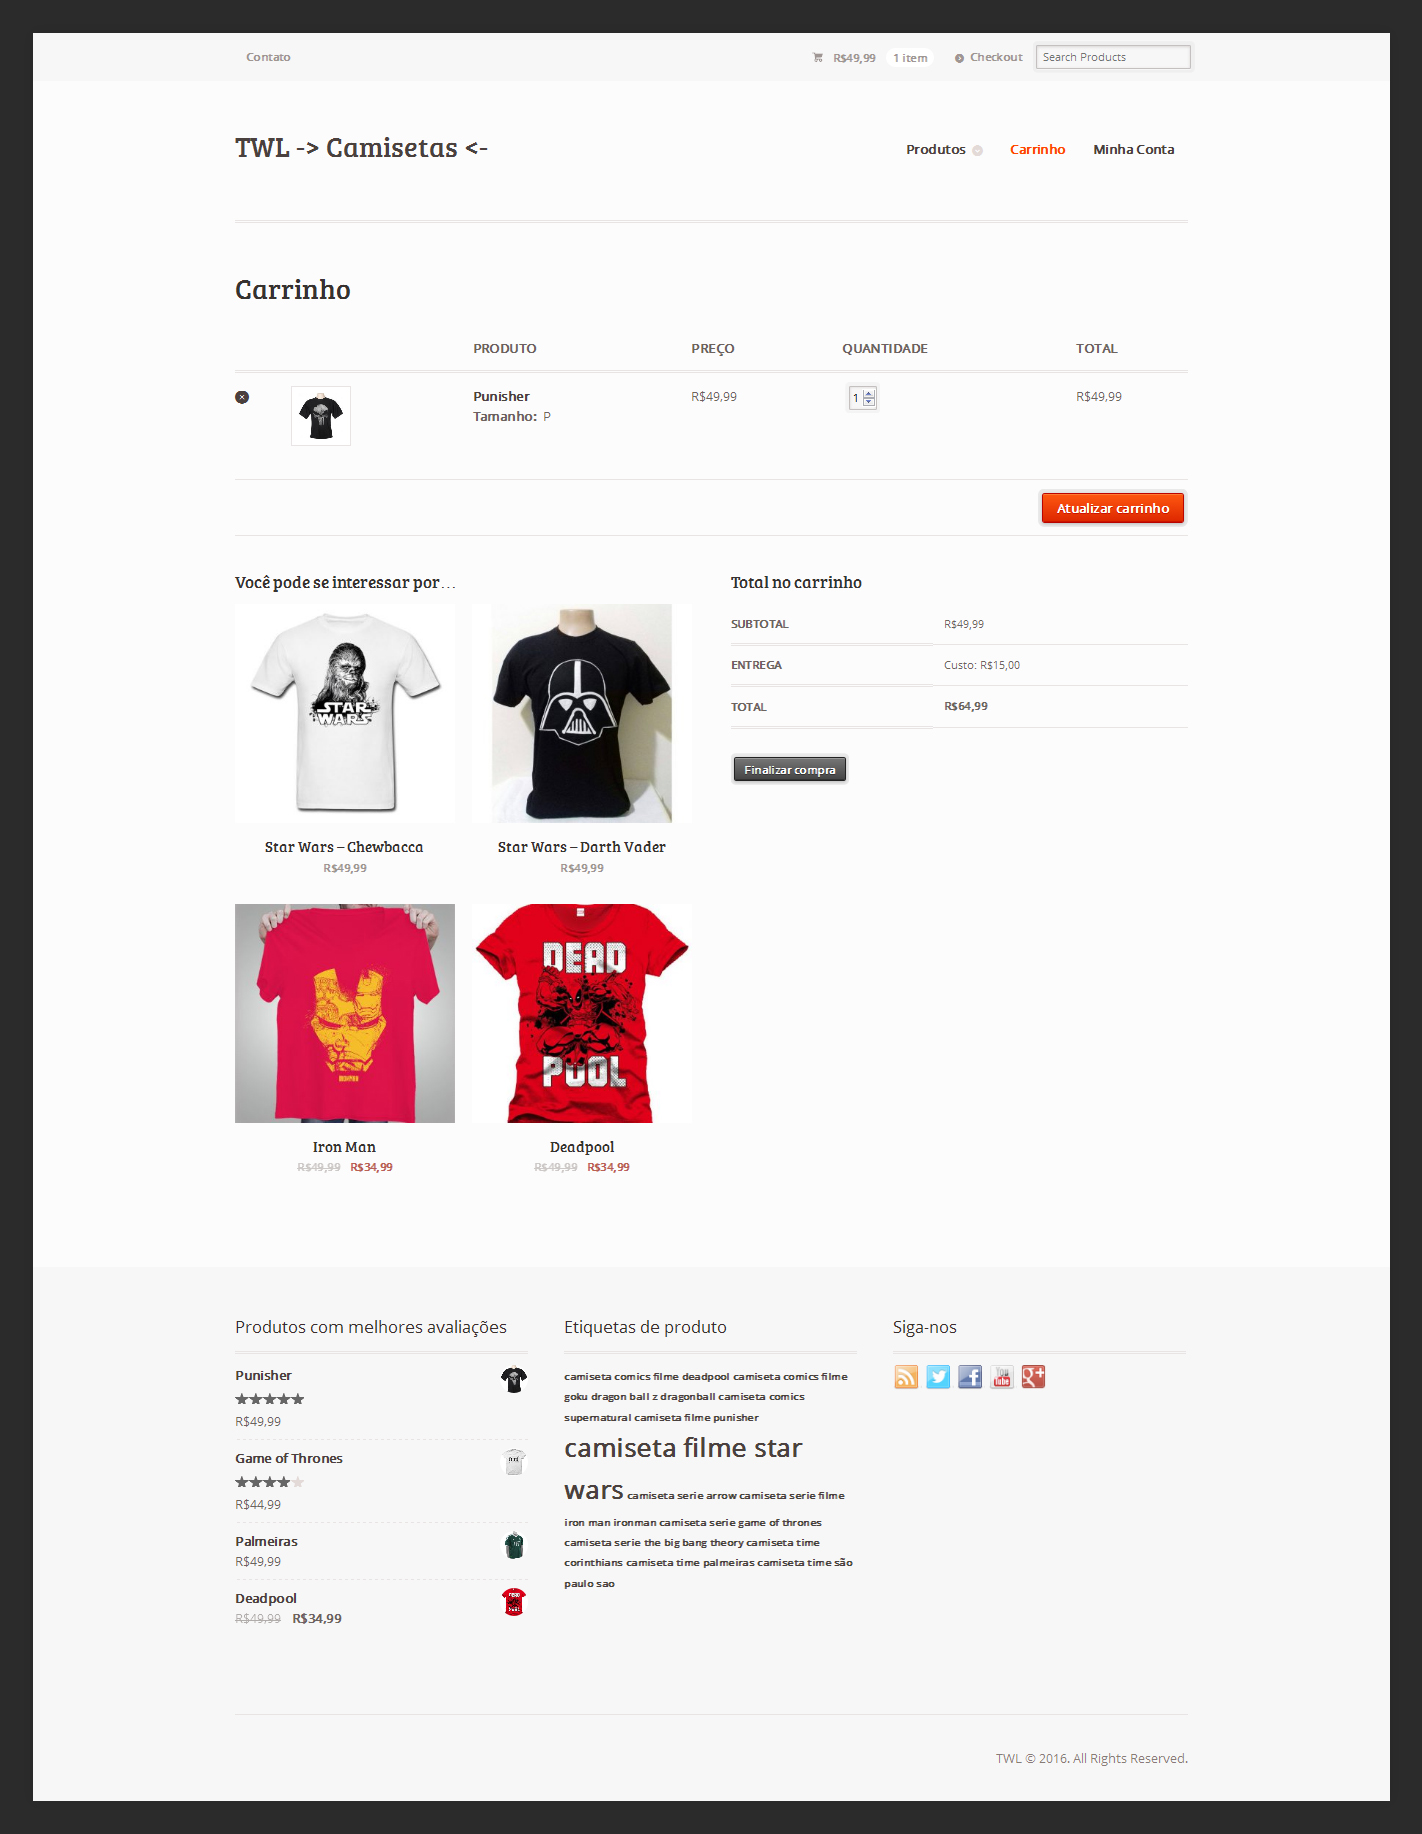 Contato
R$49,99 1 item Checkout Search Products
TWL -> Camisetas <-
Produtos Carrinho Minha Conta
Carrinho
PRODUTO PREÇO QUANTIDADE TOTAL
Punisher R$49,99 1 R$49,99
Tamanho: P
Atualizar carrinho
Você pode se interessar por…
STAR
WARS
Star Wars – Chewbacca
R$49,99
Star Wars – Darth Vader
R$49,99
Iron Man
R$49,99 R$34,99
DEAD
POOL
Deadpool
R$49,99 R$34,99
Total no carrinho
SUBTOTAL R$49,99
ENTREGA Custo: R$15,00
TOTAL R$64,99
Finalizar compra
Produtos com melhores avaliações
Punisher
R$49,99
Game of Thrones
R$44,99
Palmeiras
R$49,99
Deadpool
R$49,99 R$34,99
Etiquetas de produto
camiseta comics filme deadpool camiseta comics filme
goku dragon ball z dragonball camiseta comics
supernatural camiseta filme punisher
camiseta filme star
wars camiseta serie arrow camiseta serie filme
iron man ironman camiseta serie game of thrones
camiseta serie the big bang theory camiseta time
corinthians camiseta time palmeiras camiseta time são
paulo sao
Siga-nos
You
Tube
g+
TWL © 2016. All Rights Reserved.